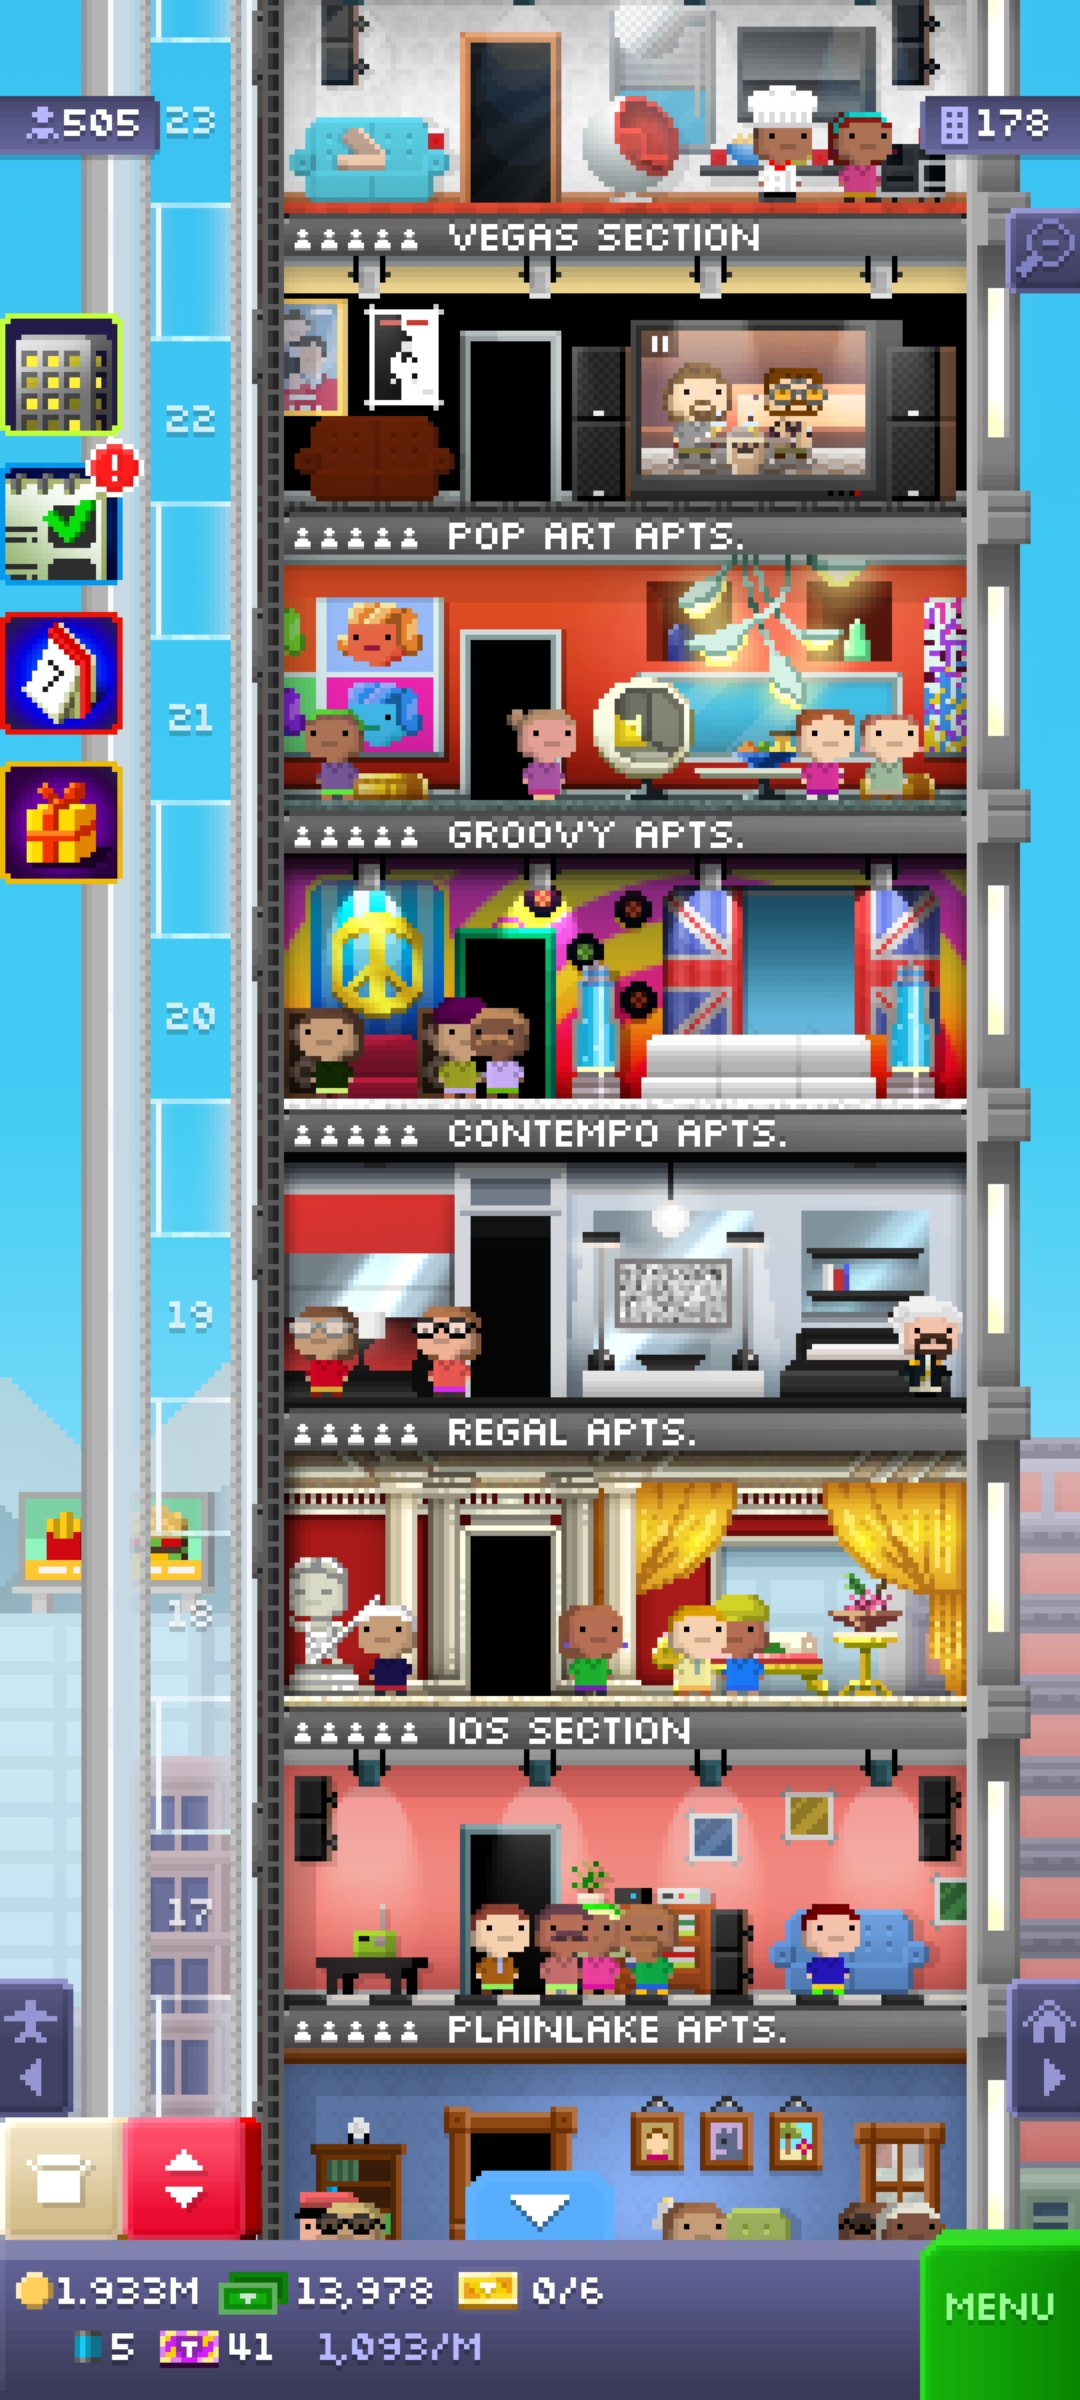 505
23
178
VEGAS SECTION
22
POP ART APTS.
21
GROOVY APTS.
20
CONTEMPO APTS.
19
REGAL APTS.
18
IOS SECTION
17
PLAINLAKE APTS.
1.933M 13,978 0/6
5 41 1,093/M
MENU